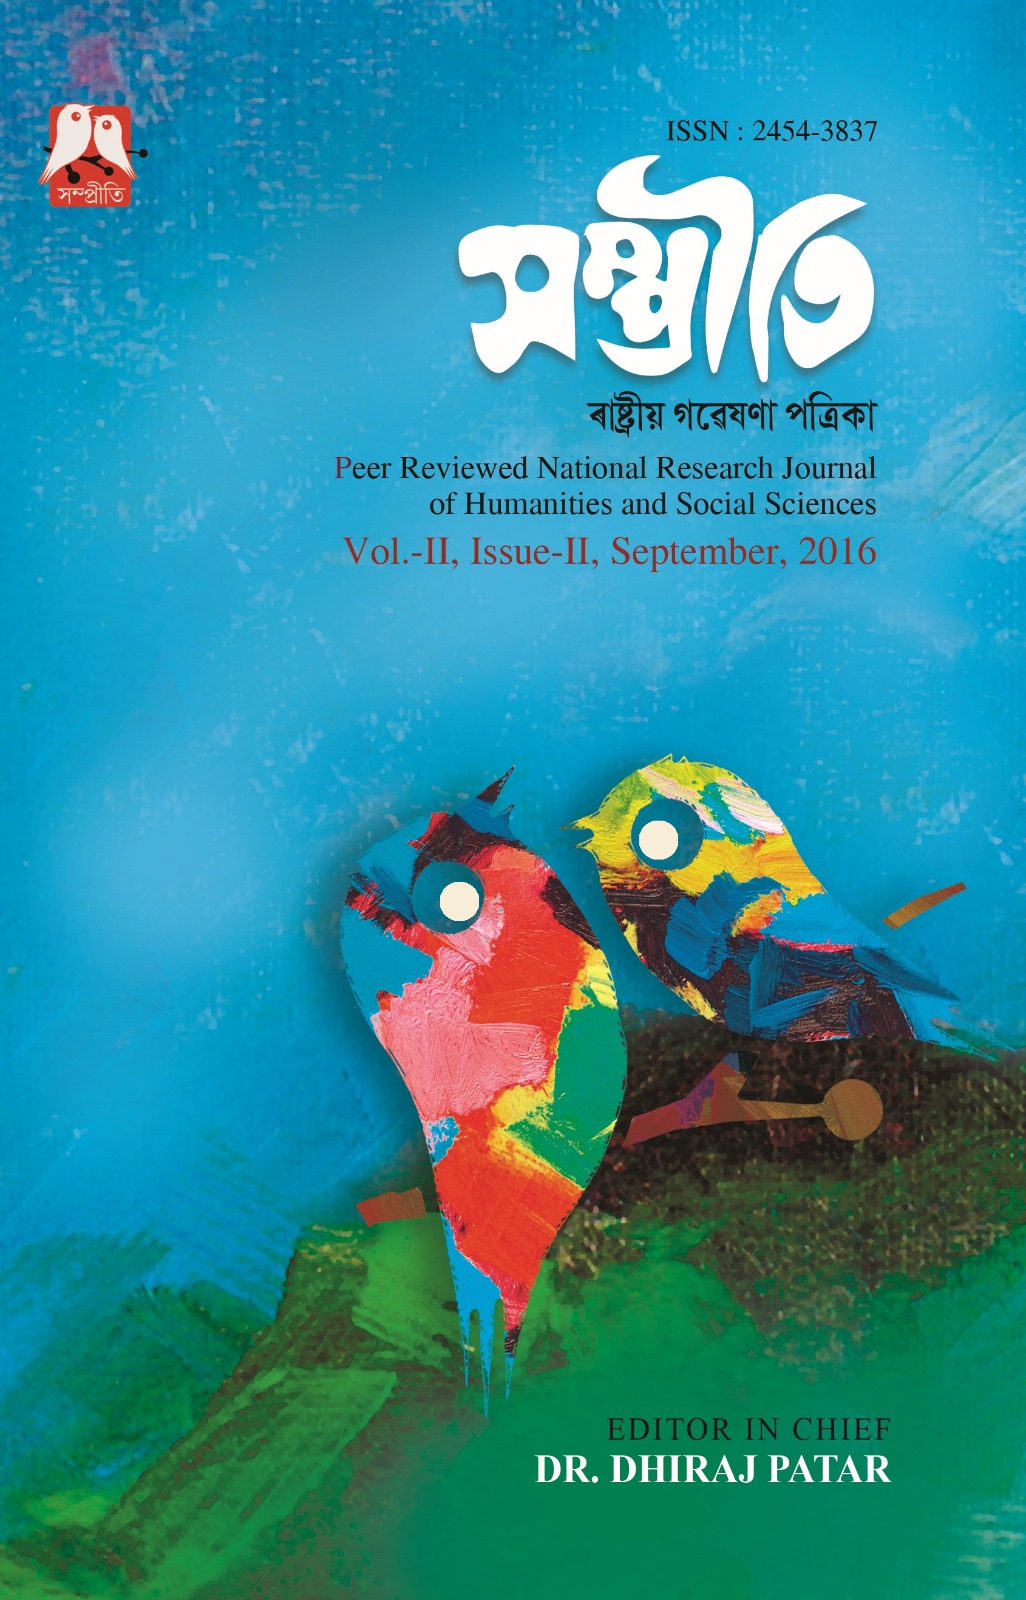 সম্প্ৰীতি
ISSN : 2454-3837
সম্প্ৰীতি
ৰাষ্ট্ৰীয় গৱেষণা পত্ৰিকা
Peer Reviewed National Research Journal
of Humanities and Social Sciences
Vol.-II, Issue-II, September, 2016
EDITOR IN CHIEF
DR. DHIRAJ PATAR